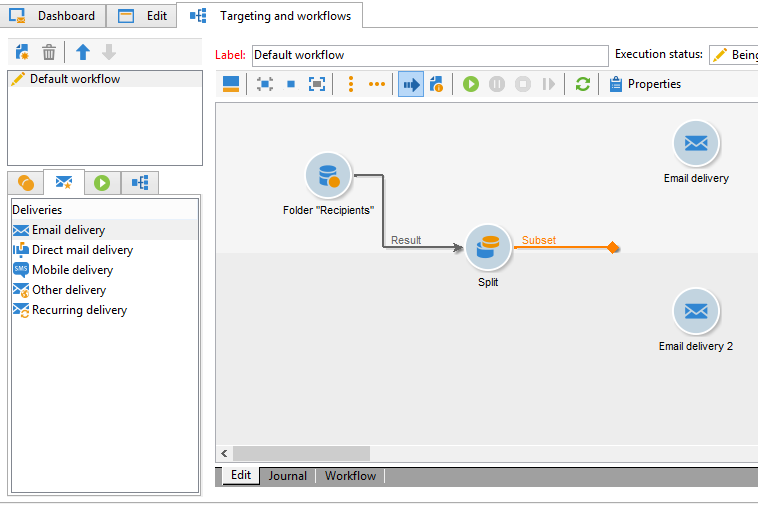 Dashboard
Edit
Targeting and workflows
Label:
Default workflow
Execution status:
Being
Default workflow
Properties
Email delivery
Folder "Recipients"
Result
Subset
Split
Email delivery 2
Deliveries
Email delivery
Direct mail delivery
SMS
Mobile delivery
Other delivery
Recurring delivery
Edit
Journal
Workflow